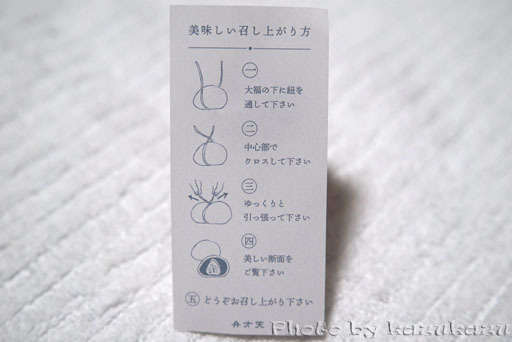 美味しい召し上がり方
一
大福の下に紐を
通して下さい
二
中心部で
クロスして下さい
三
ゆっくりと
引っ張って下さい
四
美しい断面を
ご覧下さい
五 どうぞお召し上がり下さい
弁才天
Photo by kazukazu